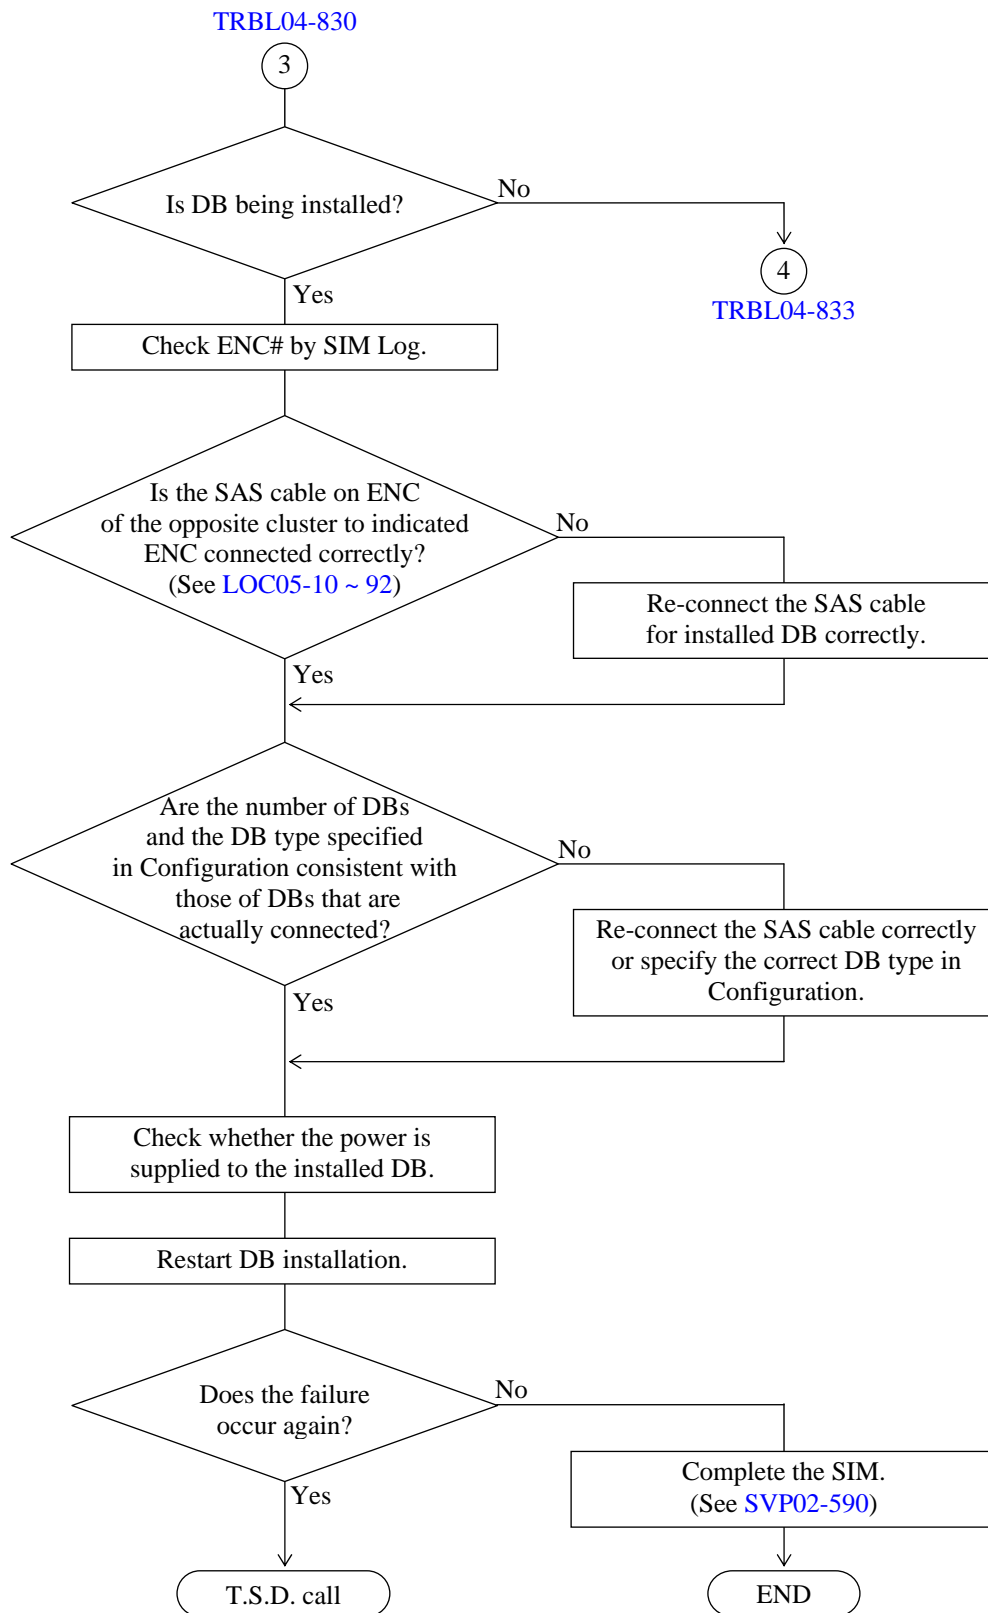 TRBL04-830
3
Is DB being installed?
No
4
TRBL04-833
Yes
Check ENC# by SIM Log.
Is the SAS cable on ENC
of the opposite cluster to indicated
ENC connected correctly?
(See LOC05-10 ~ 92)
No
Re-connect the SAS cable
for installed DB correctly.
Yes
Are the number of DBs
and the DB type specified
in Configuration consistent with
those of DBs that are
actually connected?
No
Re-connect the SAS cable correctly
or specify the correct DB type in
Configuration.
Yes
Check whether the power is
supplied to the installed DB.
Restart DB installation.
Does the failure
occur again?
No
Complete the SIM.
(See SVP02-590)
Yes
T.S.D. call
END